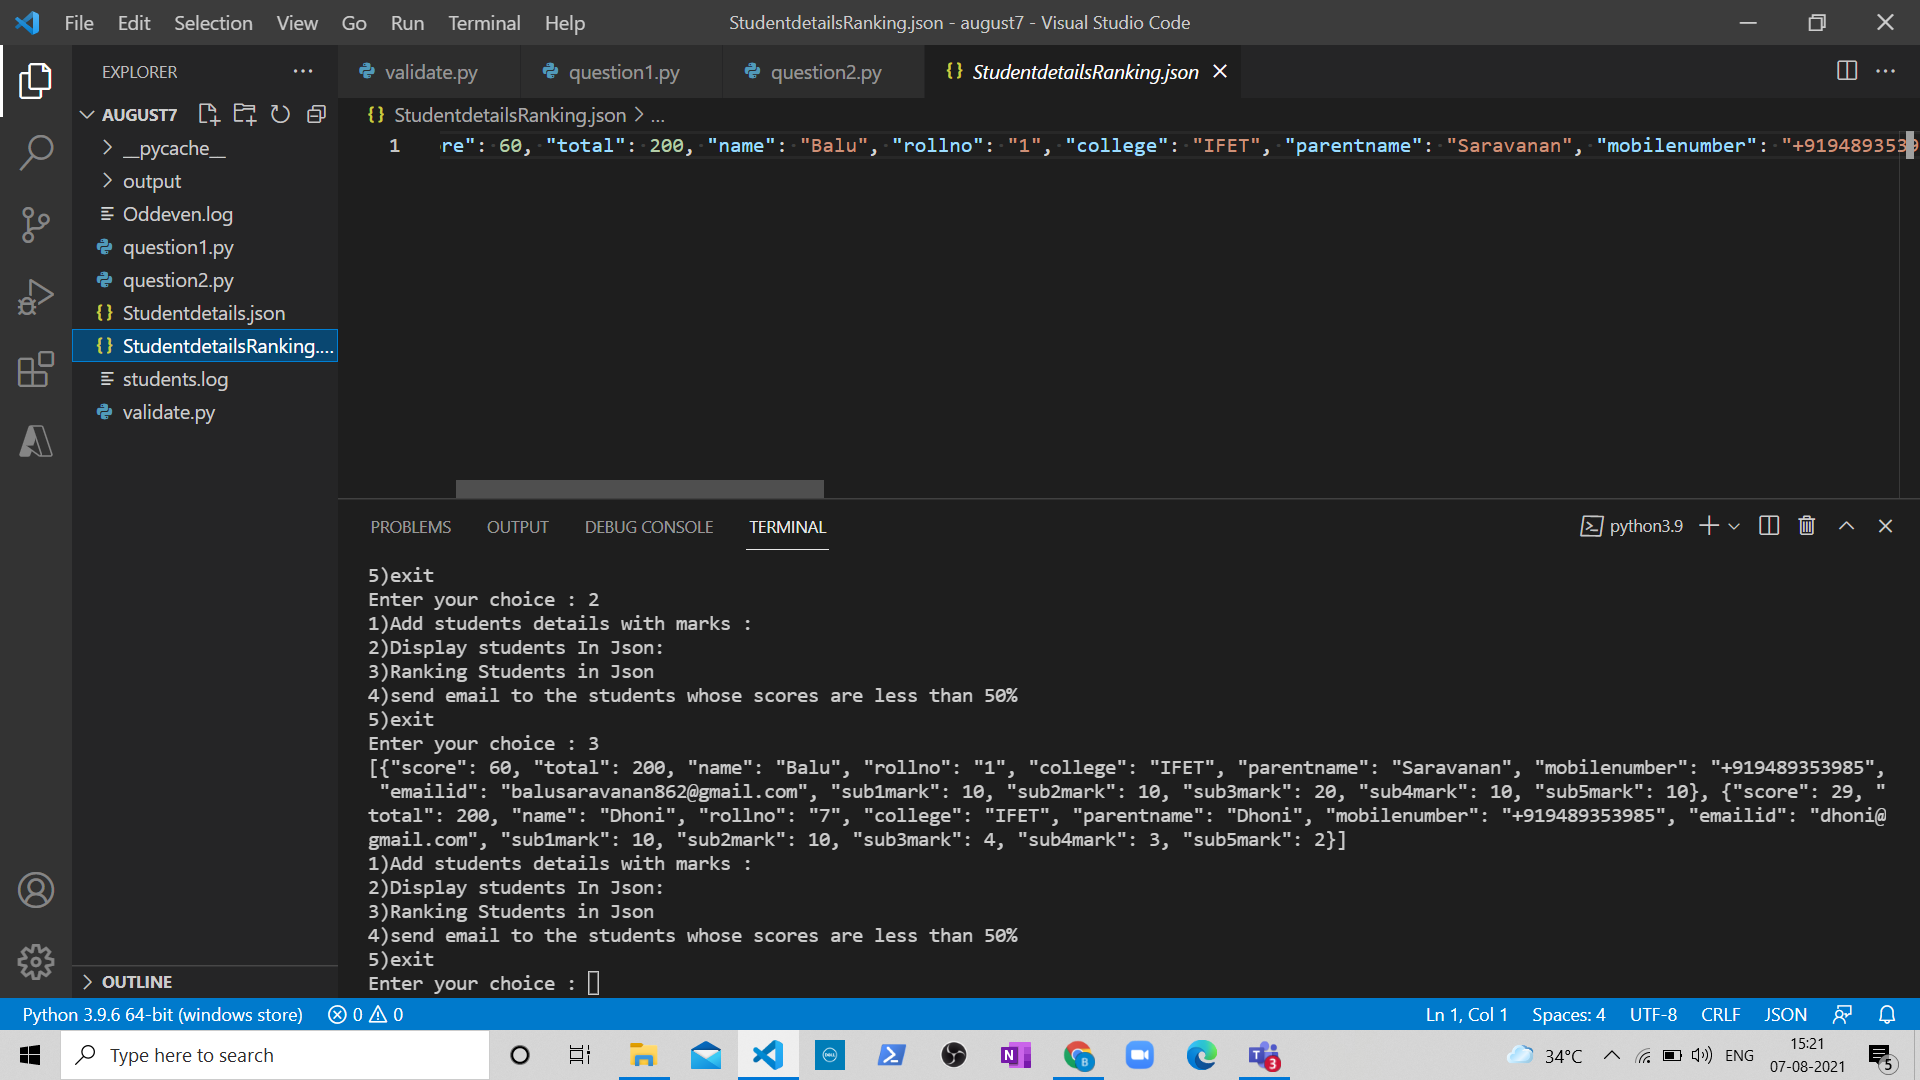 File Edit Selection View Go Run Terminal Help
StudentdetailsRanking.json - august7 - Visual Studio Code
EXPLORER
validate.py
question1.py
question2.py
{} StudentdetailsRanking.json
AUGUST7
{} StudentdetailsRanking.json > ...
1 re": 60, "total": 200, "name": "Balu", "rollno": "1", "college": "IFET", "parentname": "Saravanan", "mobilenumber": "+9194893539
__pycache__
output
Oddeven.log
question1.py
question2.py
{} Studentdetails.json
{} StudentdetailsRanking....
students.log
validate.py
OUTLINE
PROBLEMS OUTPUT DEBUG CONSOLE TERMINAL
python3.9
5)exit
Enter your choice : 2
1)Add students details with marks :
2)Display students In Json:
3)Ranking Students in Json
4)send email to the students whose scores are less than 50%
5)exit
Enter your choice : 3
[{"score": 60, "total": 200, "name": "Balu", "rollno": "1", "college": "IFET", "parentname": "Saravanan", "mobilenumber": "+919489353985",
"emailid": "balusaravanan862@gmail.com", "sub1mark": 10, "sub2mark": 10, "sub3mark": 20, "sub4mark": 10, "sub5mark": 10}, {"score": 29, "
total": 200, "name": "Dhoni", "rollno": "7", "college": "IFET", "parentname": "Dhoni", "mobilenumber": "+919489353985", "emailid": "dhoni@
gmail.com", "sub1mark": 10, "sub2mark": 10, "sub3mark": 4, "sub4mark": 3, "sub5mark": 2}]
1)Add students details with marks :
2)Display students In Json:
3)Ranking Students in Json
4)send email to the students whose scores are less than 50%
5)exit
Enter your choice :
Python 3.9.6 64-bit (windows store) 0 0
Ln 1, Col 1 Spaces: 4 UTF-8 CRLF JSON
Type here to search
34°C
ENG
15:21
07-08-2021
5
DELL
N
B
T
3